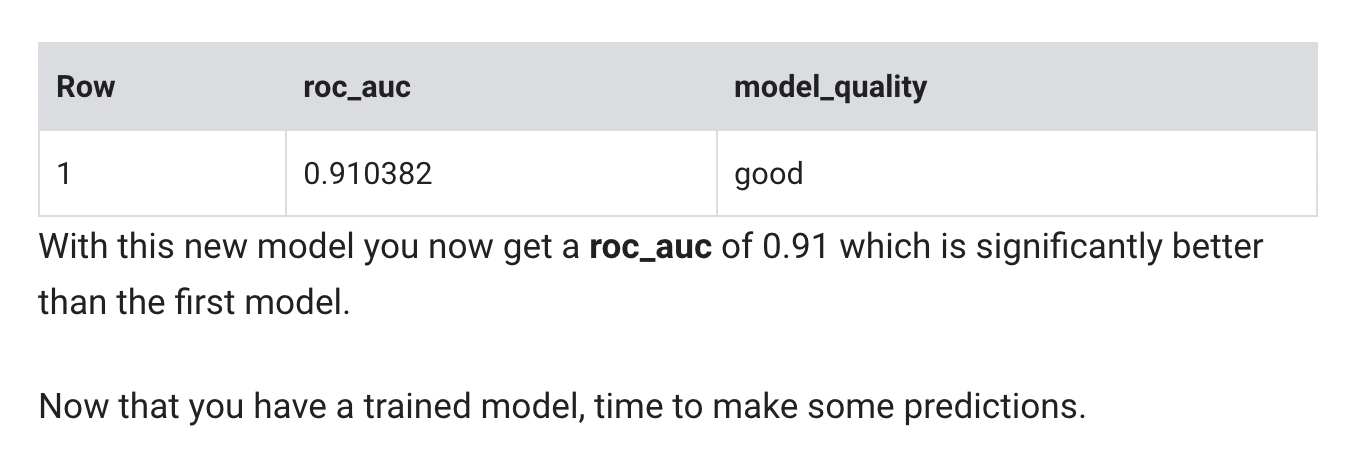 Row roc_auc model_quality
1 0.910382 good
With this new model you now get a roc_auc of 0.91 which is significantly better
than the first model.
Now that you have a trained model, time to make some predictions.